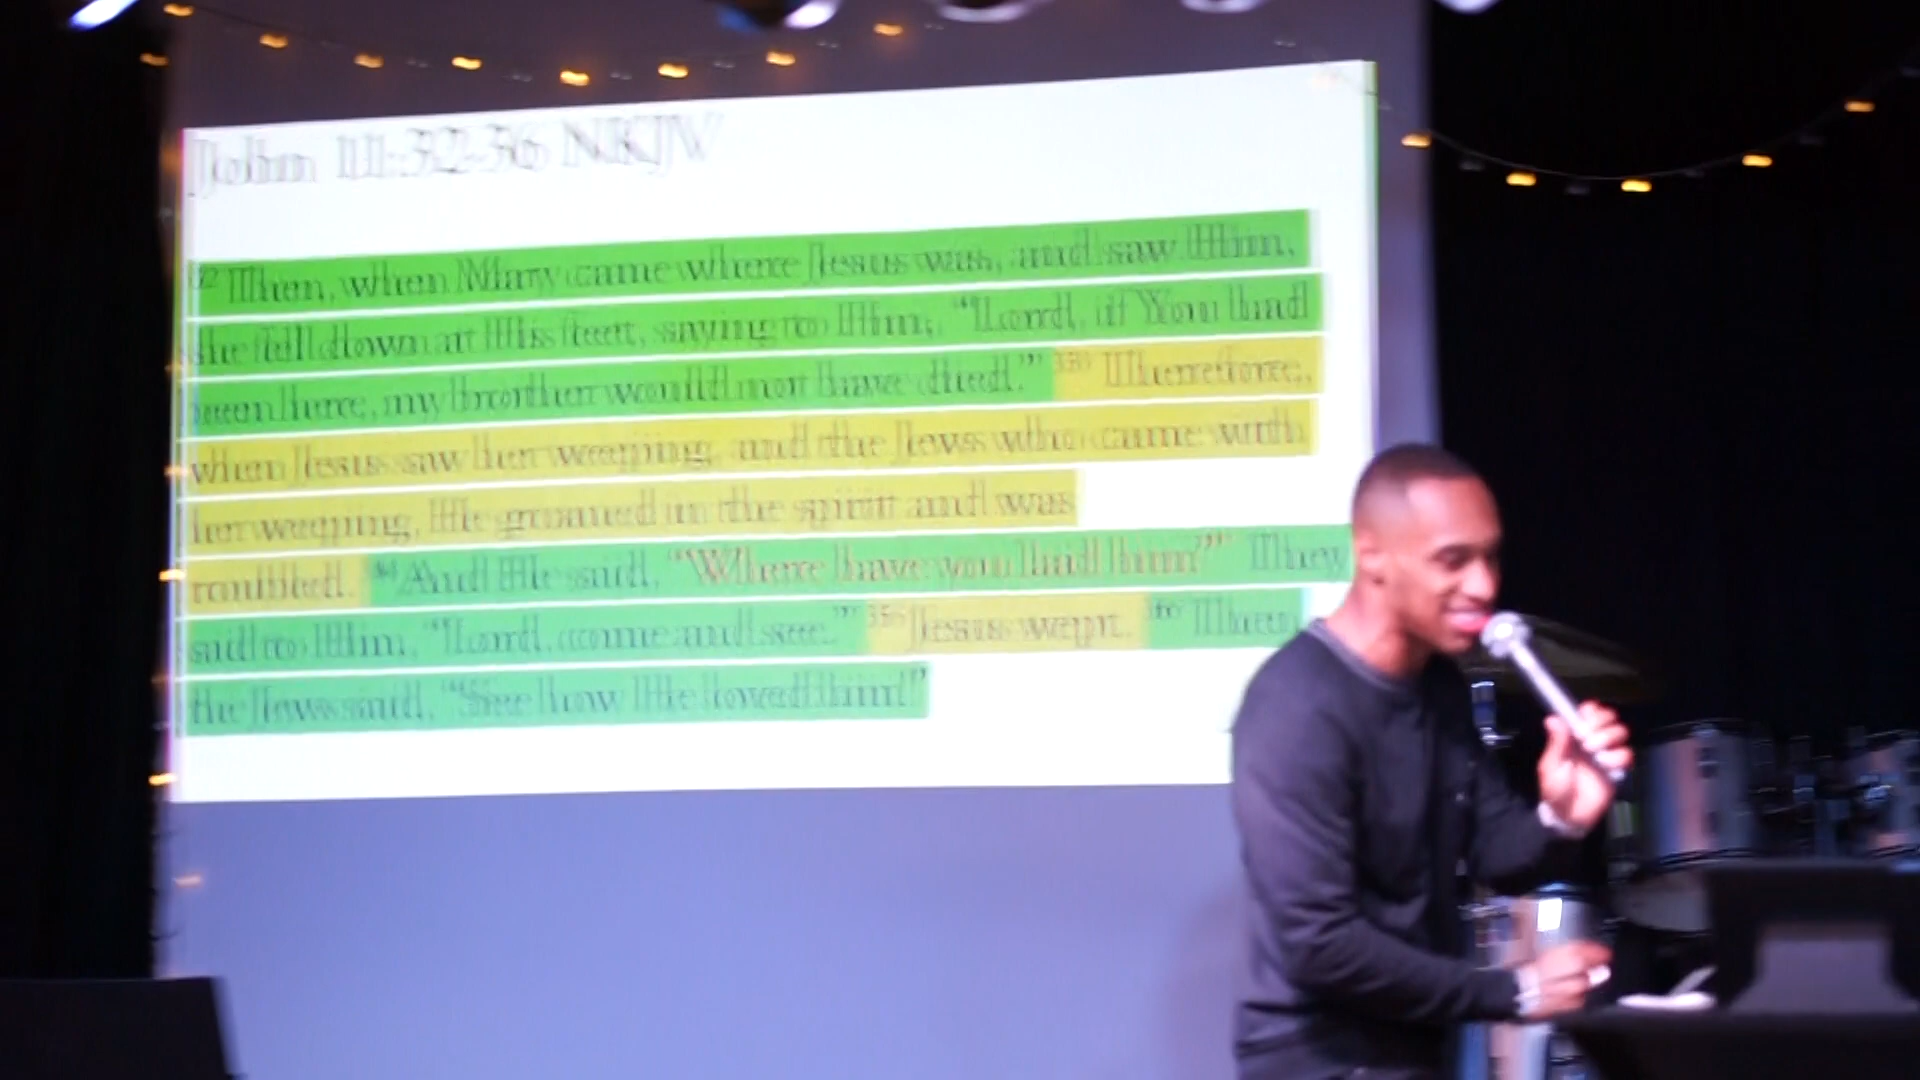 John 11:32-36 NKJV
32 Then, when Mary came where Jesus was, and saw Him,
she fell down at His feet, saying to Him, “Lord, if You had
been here, my brother would not have died.” 33 Therefore,
when Jesus saw her weeping, and the Jews who came with
her weeping, He groaned in the spirit and was
troubled. 34 And He said, “Where have you laid him?” They
said to Him, “Lord, come and see.” 35 Jesus wept. 36 Then
the Jews said, “See how He loved him!”